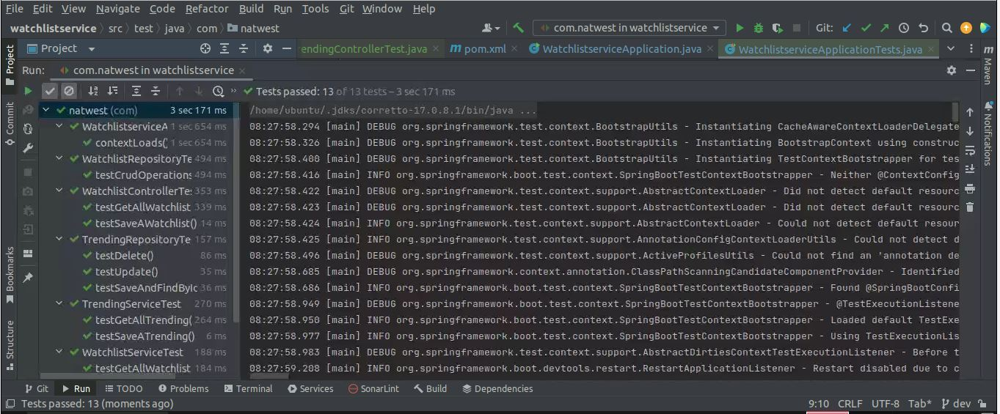 File Edit View Navigate Code Refactor Build Run Tools Git Window Help
watchlistservice src test java com natwest com.natwest in watchlistservice Git:
Project endingControllerTest.java pom.xml WatchlistserviceApplication.java WatchlistserviceApplicationTests.java
Run: com.natwest in watchlistservice
Tests passed: 13 of 13 tests – 3 sec 171 ms
natwest (com) 3 sec 171 ms
WatchlistserviceA 1 sec 654 ms
contextLoads( 1 sec 654 ms
WatchlistRepositoryTe 494 ms
testCrudOperations 494 ms
WatchlistControllerTe 353 ms
testGetAllWatchlist 339 ms
testSaveAWatchlist() 14 ms
TrendingRepositoryTe 157 ms
testDelete() 86 ms
testUpdate() 35 ms
testSaveAndFindById 36 ms
TrendingServiceTest 270 ms
testGetAllTrending( 264 ms
testSaveATrending() 6 ms
WatchlistServiceTest 188 ms
testGetAllWatchlist 184 ms
/home/ubuntu/.jdks/corretto-17.0.8.1/bin/java ...
08:27:58.294 [main] DEBUG org.springframework.test.context.BootstrapUtils - Instantiating CacheAwareContextLoaderDelegate
08:27:58.326 [main] DEBUG org.springframework.test.context.BootstrapUtils - Instantiating BootstrapContext using construc
08:27:58.400 [main] DEBUG org.springframework.test.context.BootstrapUtils - Instantiating TestContextBootstrapper for tes
08:27:58.416 [main] INFO org.springframework.boot.test.context.SpringBootTestContextBootstrapper - Neither @ContextConfig
08:27:58.422 [main] DEBUG org.springframework.test.context.support.AbstractContextLoader - Did not detect default resourc
08:27:58.423 [main] DEBUG org.springframework.test.context.support.AbstractContextLoader - Did not detect default resourc
08:27:58.424 [main] INFO org.springframework.test.context.support.AbstractContextLoader - Could not detect default resour
08:27:58.425 [main] INFO org.springframework.test.context.support.AnnotationConfigContextLoaderUtils - Could not detect d
08:27:58.496 [main] DEBUG org.springframework.test.context.support.ActiveProfilesUtils - Could not find an 'annotation de
08:27:58.685 [main] DEBUG org.springframework.context.annotation.ClassPathScanningCandidateComponentProvider - Identified
08:27:58.686 [main] INFO org.springframework.boot.test.context.SpringBootTestContextBootstrapper - Found @SpringBootConfi
08:27:58.949 [main] DEBUG org.springframework.boot.test.context.SpringBootTestContextBootstrapper - @TestExecutionListene
08:27:58.950 [main] INFO org.springframework.boot.test.context.SpringBootTestContextBootstrapper - Loaded default TestExe
08:27:58.977 [main] INFO org.springframework.boot.test.context.SpringBootTestContextBootstrapper - Using TestExecutionLis
08:27:58.983 [main] DEBUG org.springframework.test.context.support.AbstractDirtiesContextTestExecutionListener - Before t
08:27:59.208 [main] INFO org.springframework.boot.devtools.restart.RestartApplicationListener - Restart disabled due to c
Project
Commit
Bookmarks
Structure
Maven
Notifications
Git Run TODO Problems Terminal Services SonarLint Build Dependencies
Tests passed: 13 (moments ago) 9:10 CRLF UTF-8 Tab* dev